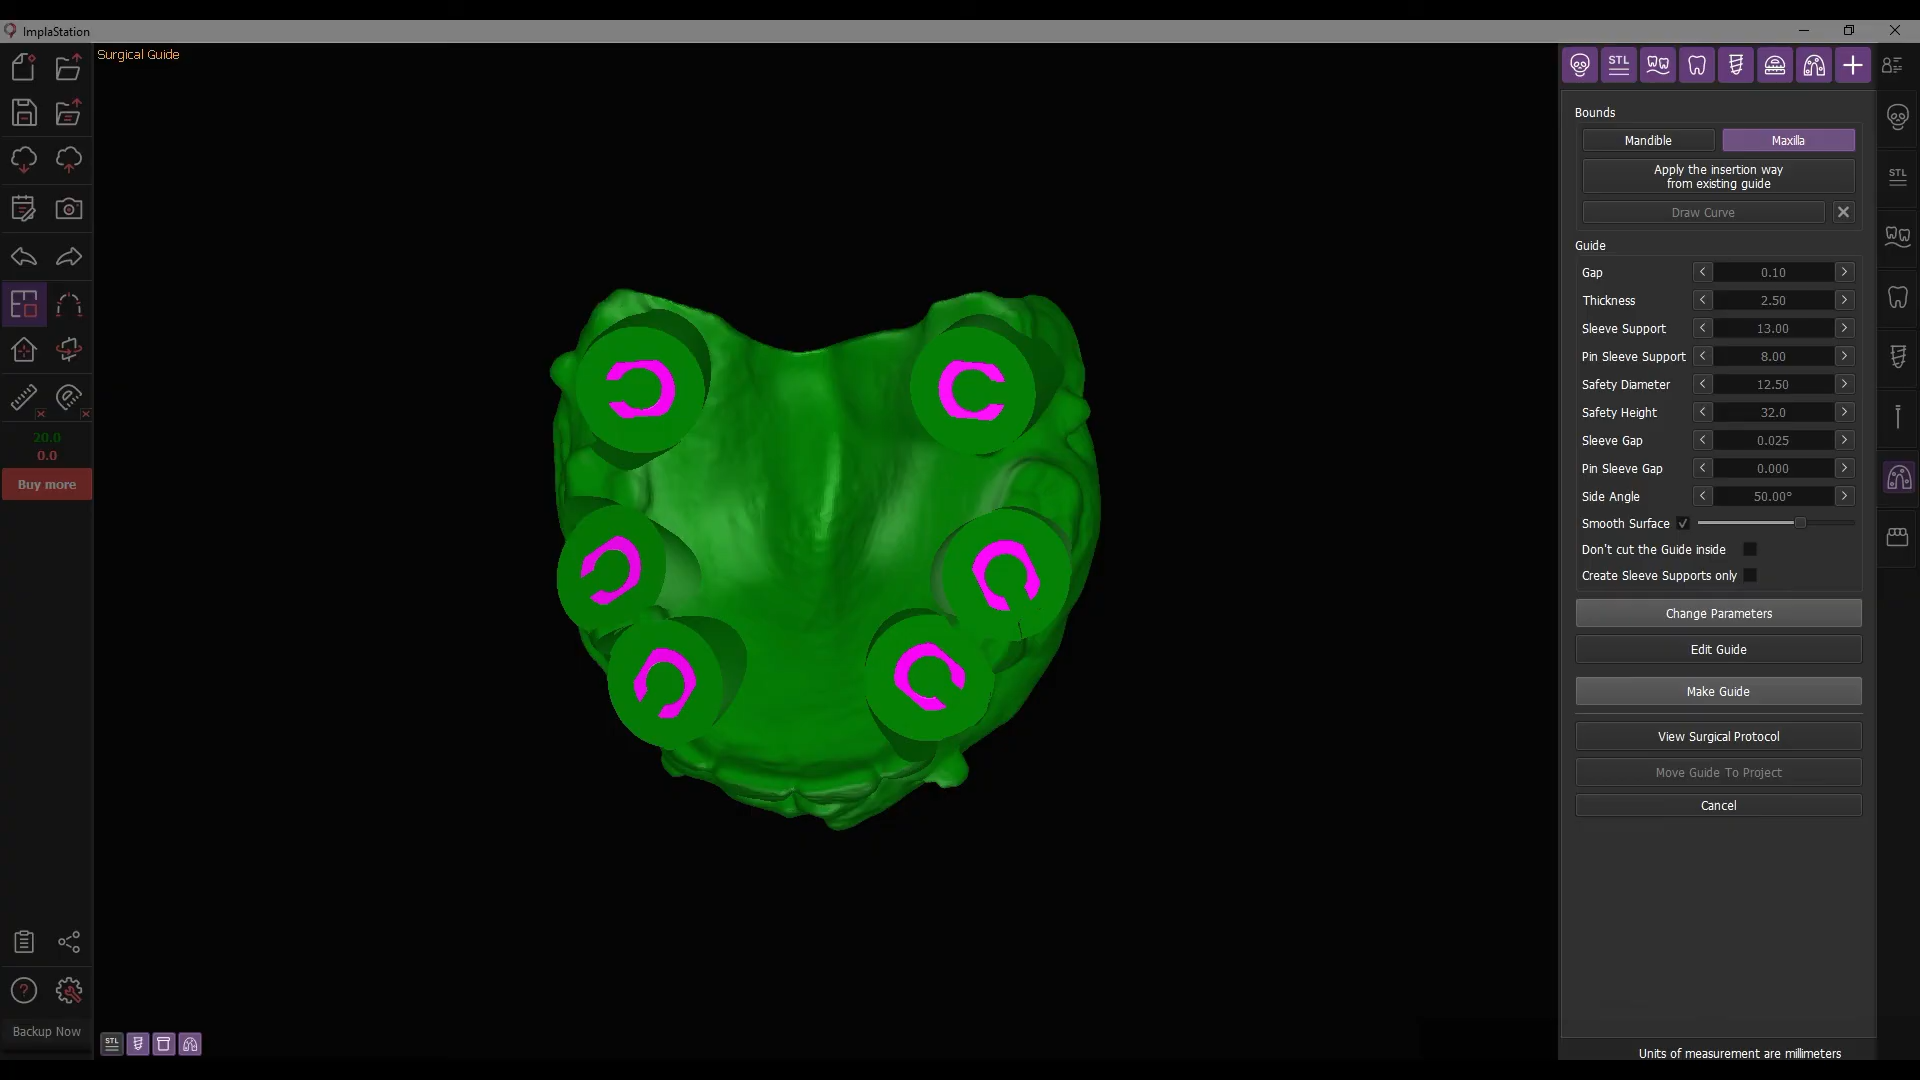 ImplaStation
Surgical Guide
STL
Bounds
Mandible
Maxilla
Apply the insertion way
from existing guide
Draw Curve
Guide
Gap
0.10
Thickness
2.50
Sleeve Support
13.00
Pin Sleeve Support
8.00
Safety Diameter
12.50
Safety Height
32.0
Sleeve Gap
0.025
Pin Sleeve Gap
0.000
Side Angle
50.00°
Smooth Surface
Don't cut the Guide inside
Create Sleeve Supports only
Change Parameters
Edit Guide
Make Guide
View Surgical Protocol
Move Guide To Project
Cancel
Units of measurement are millimeters
STL
20.0
0.0
Buy more
Backup Now
STL